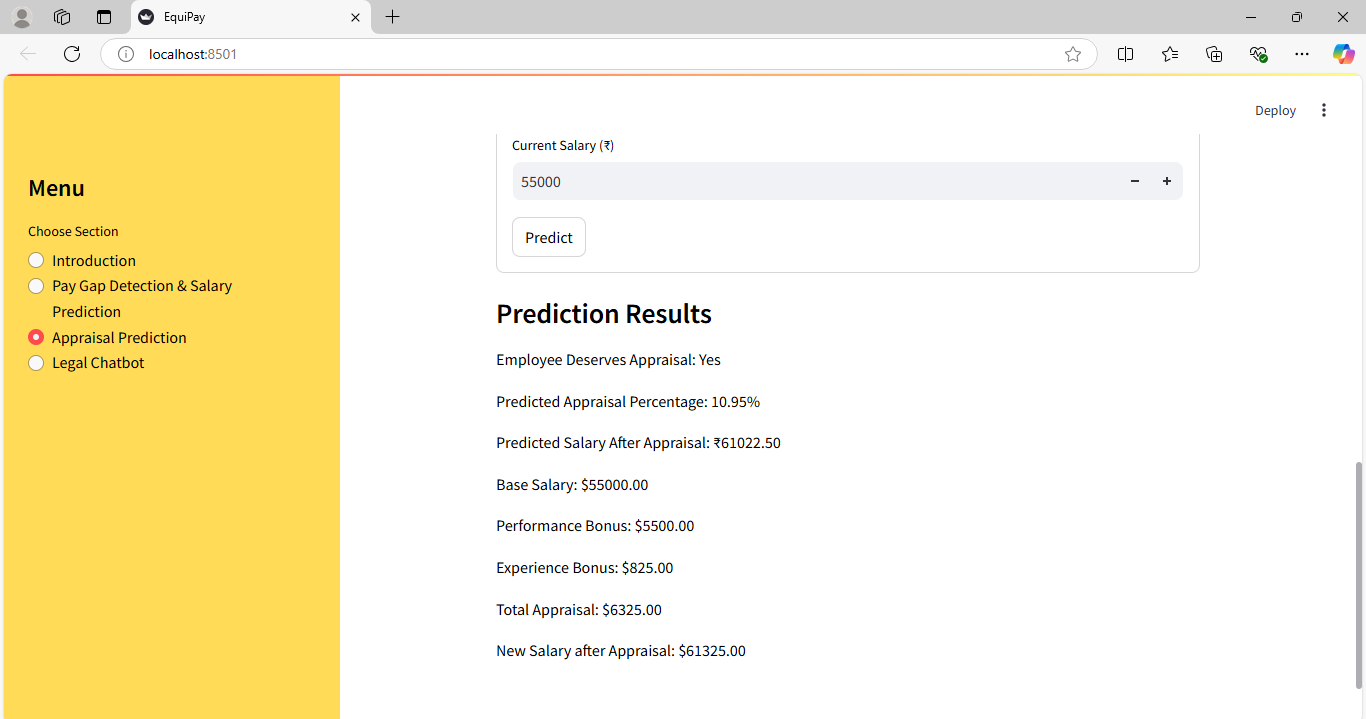 EquiPay
localhost:8501
Deploy
Menu
Choose Section
Introduction
Pay Gap Detection & Salary
Prediction
Appraisal Prediction
Legal Chatbot
Current Salary (₹)
55000
Predict
Prediction Results
Employee Deserves Appraisal: Yes
Predicted Appraisal Percentage: 10.95%
Predicted Salary After Appraisal: ₹61022.50
Base Salary: $55000.00
Performance Bonus: $5500.00
Experience Bonus: $825.00
Total Appraisal: $6325.00
New Salary after Appraisal: $61325.00